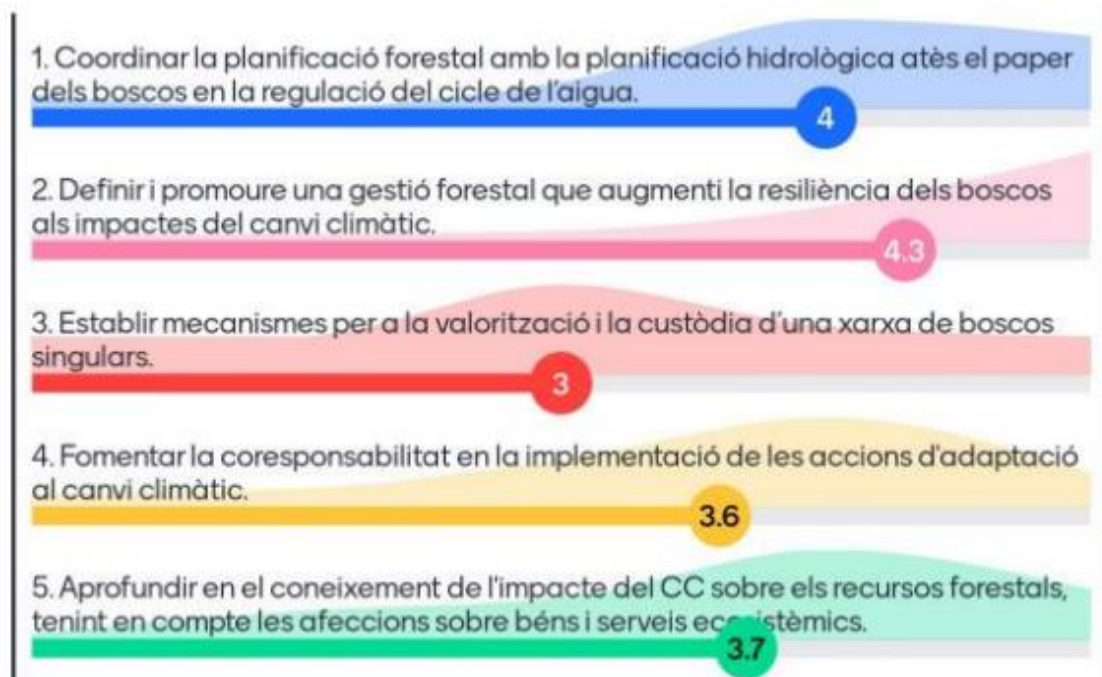 1. Coordinar la planificació forestal amb la planificació hidrològica atès el paper
dels boscos en la regulació del cicle de l'aigua.
4
2. Definir i promoure una gestió forestal que augmenti la resiliència dels boscos
als impactes del canvi climàtic.
4.3
3. Establir mecanismes per a la valorització i la custòdia d'una xarxa de boscos
singulars.
3
4. Fomentar la coresponsabilitat en la implementació de les accions d'adaptació
al canvi climàtic.
3.6
5. Aprofundir en el coneixement de l'impacte del CC sobre els recursos forestals,
tenint en compte les afeccions sobre béns i serveis ecosistèmics.
3.7